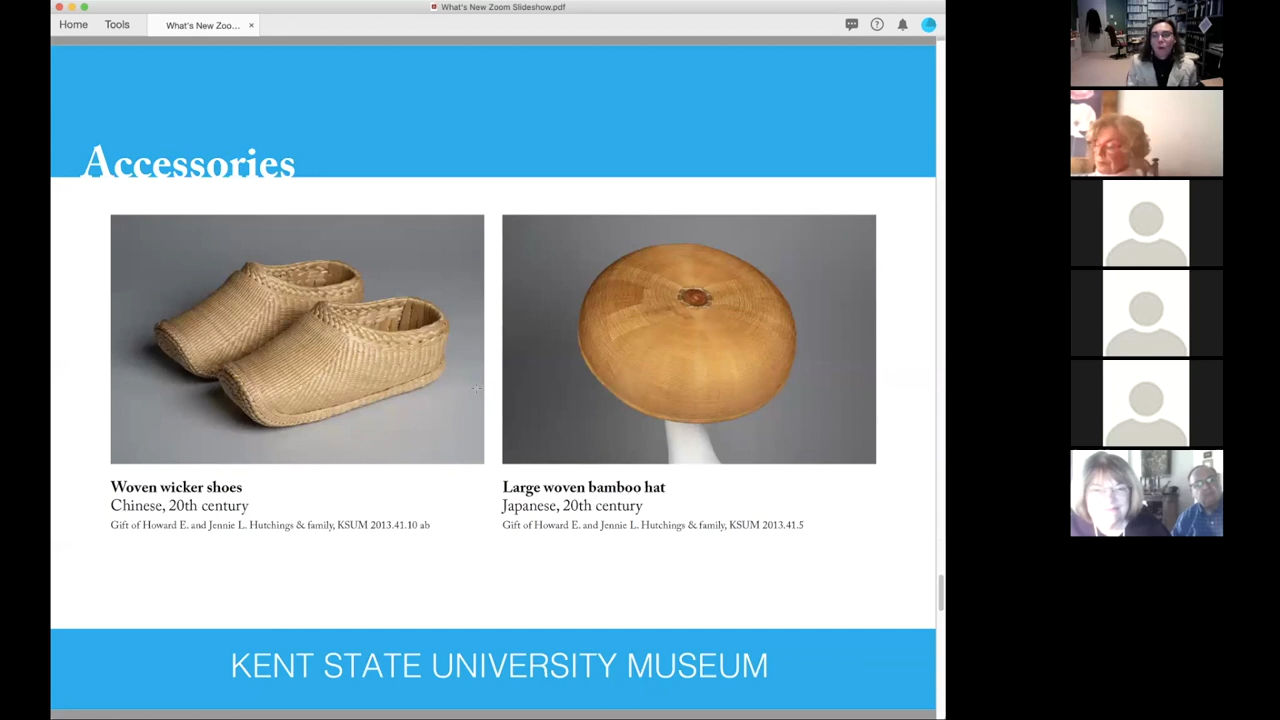 What's New Zoom Slideshow.pdf
Home Tools What's New Zoo... ×
Accessories
Woven wicker shoes
Chinese, 20th century
Gift of Howard E. and Jennie L. Hutchings & family, KSUM 2013.41.10 ab
Large woven bamboo hat
Japanese, 20th century
Gift of Howard E. and Jennie L. Hutchings & family, KSUM 2013.41.5
KENT STATE UNIVERSITY MUSEUM